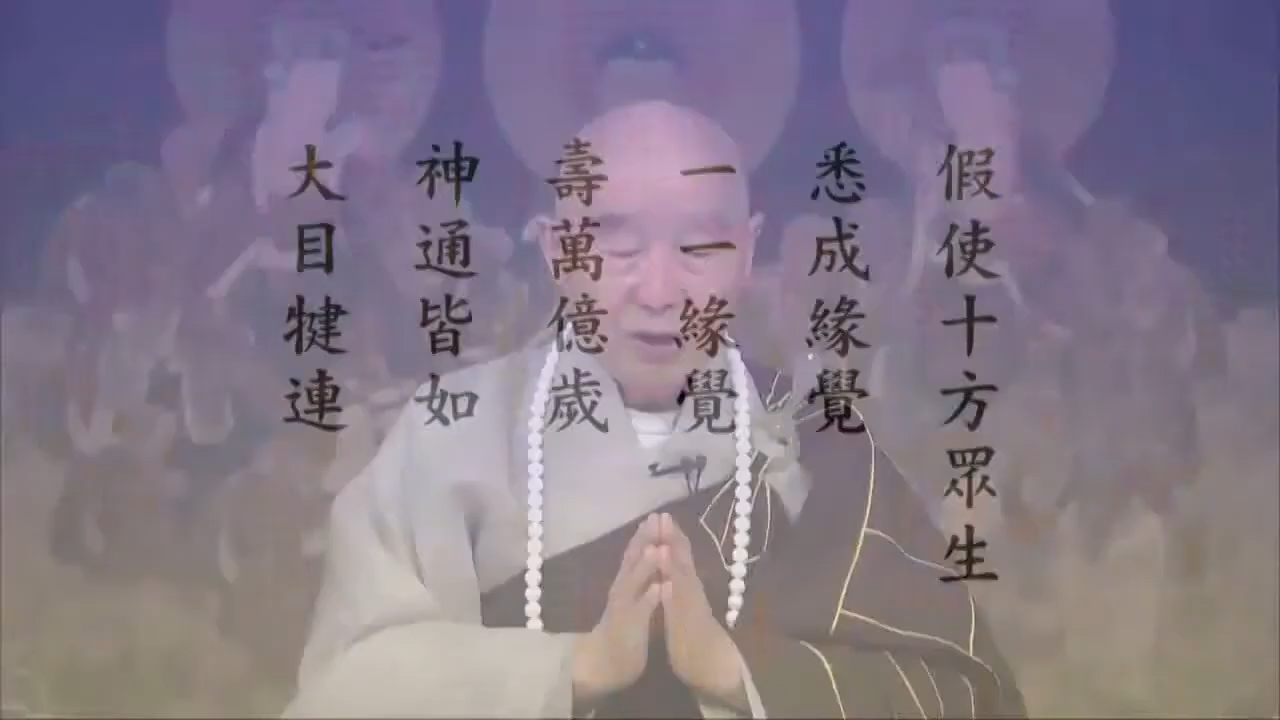 假使十方眾生
悉成緣覺
一一緣覺
壽萬億歲
神通皆如
大目犍連